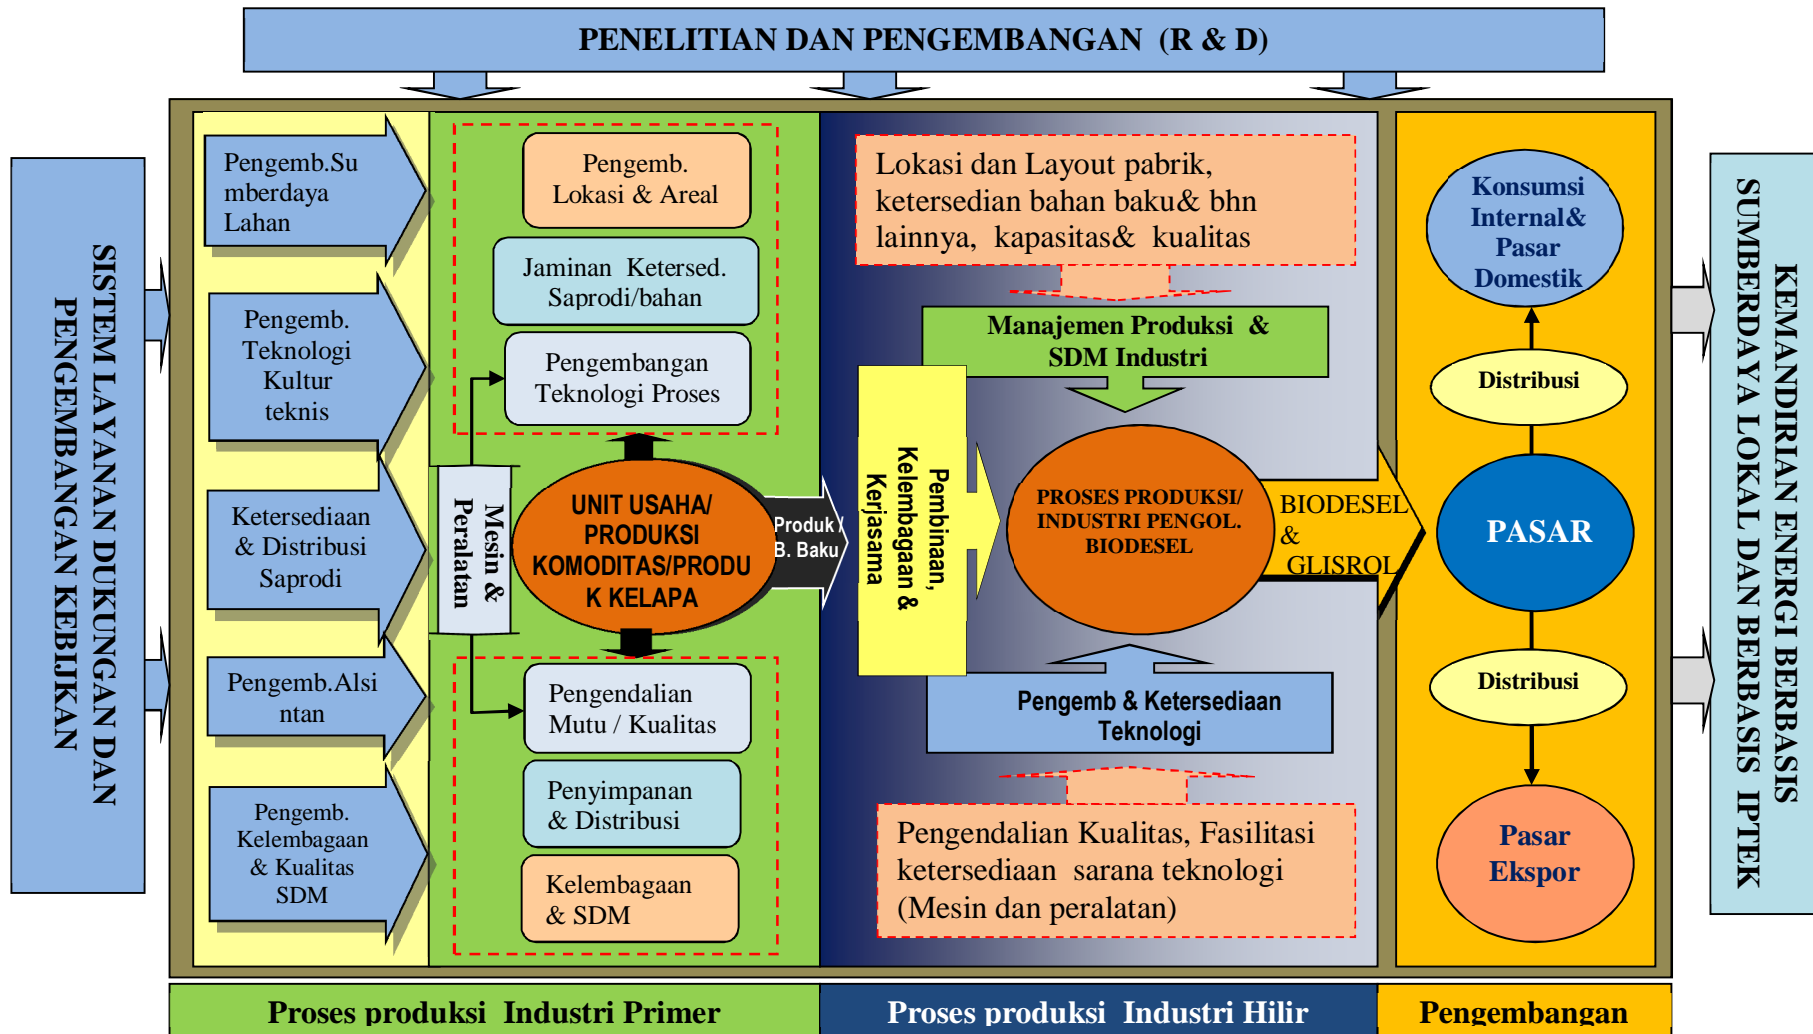 PENELITIAN DAN PENGEMBANGAN (R & D)
SISTEM LAYANAN DUKUNGAN DAN
PENGEMBANGAN KEBIJKAN
Pengemb.Su
mberdaya
Lahan
Pengemb.
Teknologi
Kultur
teknis
Ketersediaan
& Distribusi
Saprodi
Pengemb.Alsi
ntan
Pengemb.
Kelembagaan
& Kualitas
SDM
Pengemb.
Lokasi & Areal
Jaminan Ketersed.
Saprodi/bahan
Pengembangan
Teknologi Proses
Mesin &
Peralatan
UNIT USAHA/
PRODUKSI
KOMODITAS/PRODU
K KELAPA
Produk /
B. Baku
Pengendalian
Mutu / Kualitas
Penyimpanan
& Distribusi
Kelembagaan
& SDM
Lokasi dan Layout pabrik,
ketersedian bahan baku& bhn
lainnya, kapasitas& kualitas
Manajemen Produksi &
SDM Industri
Pembinaan,
Kelembagaan &
Kerjasama
PROSES PRODUKSI/
INDUSTRI PENGOL.
BIODESEL
BIODESEL
&
GLISROL
Pengemb & Ketersediaan
Teknologi
Pengendalian Kualitas, Fasilitasi
ketersediaan sarana teknologi
(Mesin dan peralatan)
Konsumsi
Internal&
Pasar
Domestik
Distribusi
PASAR
Distribusi
Pasar
Ekspor
KEMANDIRIAN ENERGI BERBASIS
SUMBERDAYA LOKAL DAN BERBASIS IPTEK
Proses produksi Industri Primer
Proses produksi Industri Hilir
Pengembangan